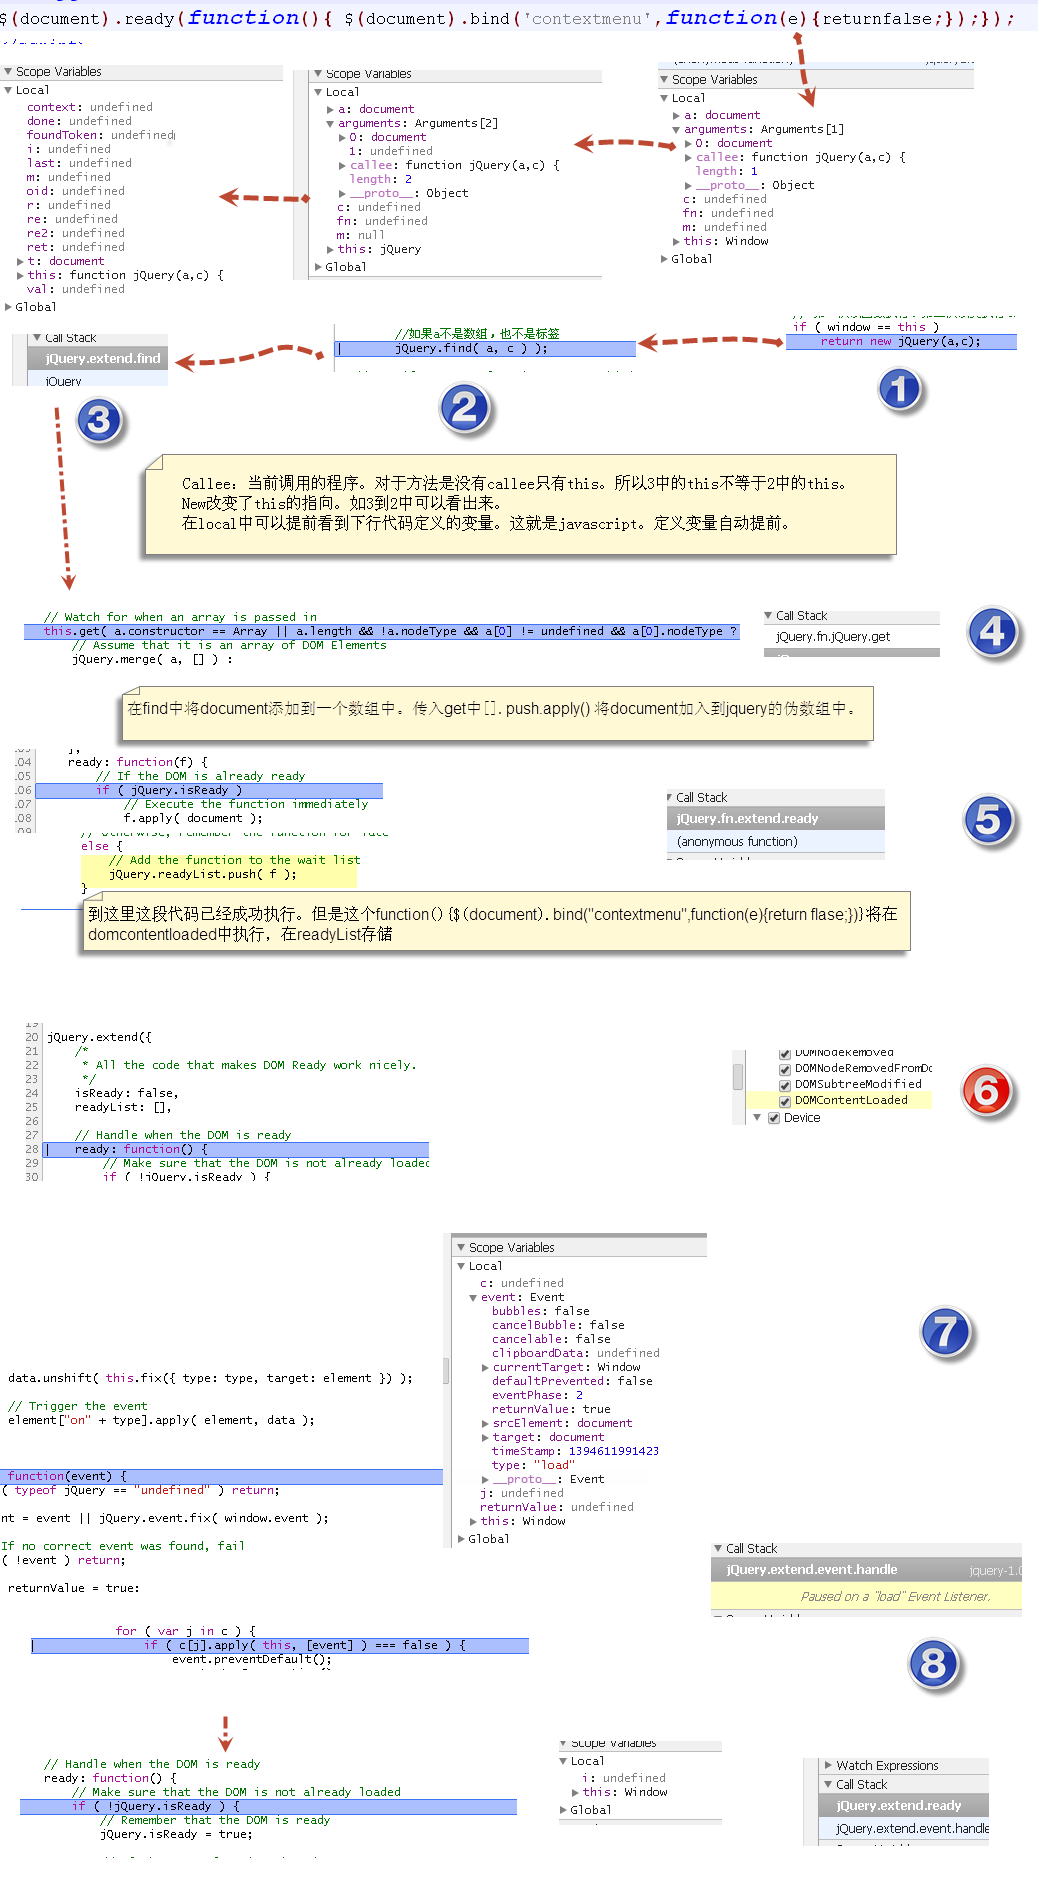 $(document).ready(function(){ $(document).bind('contextmenu',function(e){returnfalse;});});
Scope Variables
Local
context: undefined
done: undefined
foundToken: undefined
i: undefined
last: undefined
m: undefined
oid: undefined
r: undefined
re: undefined
re2: undefined
ret: undefined
t: document
this: function jQuery(a,c) {
val: undefined
Global
Scope Variables
Local
a: document
arguments: Arguments[2]
0: document
1: undefined
callee: function jQuery(a,c) {
length: 2
__proto__: Object
c: undefined
fn: undefined
m: null
this: jQuery
Global
Scope Variables
Local
a: document
arguments: Arguments[1]
0: document
callee: function jQuery(a,c) {
length: 1
__proto__: Object
c: undefined
fn: undefined
m: undefined
this: Window
Global
Call Stack
jQuery.extend.find
jQuery
//如果a不是数组，也不是标签
jQuery.find( a, c ) );
if ( window == this )
return new jQuery(a,c);
3
2
1
Callee: 当前调用的程序。对于方法是没有callee只有this。所以3中的this不等于2中的this。
New改变了this的指向。如3到2中可以看出来。
在local中可以提前看到下行代码定义的变量。这就是javascript。定义变量自动提前。
// Watch for when an array is passed in
this.get( a.constructor == Array || a.length && !a.nodeType && a[0] != undefined && a[0].nodeType ?
// Assume that it is an array of DOM Elements
jQuery.merge( a, [] ) :
Call Stack
jQuery.fn.jQuery.get
4
在find中将document添加到一个数组中。传入get中[]. push.apply() 将document加入到jquery的伪数组中。
104 ready: function(f) {
105 // If the DOM is already ready
106 if ( jQuery.isReady )
107 // Execute the function immediately
108 f.apply( document );
else {
// Add the function to the wait list
jQuery.readyList.push( f );
}
Call Stack
jQuery.fn.extend.ready
(anonymous function)
5
到这里这段代码已经成功执行。但是这个function() {$(document). bind("contextmenu",function(e){return flase;})}将在
domcontentloaded中执行，在readyList存储
19
20 jQuery.extend({
21 /*
22 * All the code that makes DOM Ready work nicely.
23 */
24 isReady: false,
25 readyList: [],
26
27 // Handle when the DOM is ready
28 ready: function() {
29 // Make sure that the DOM is not already loaded
30 if ( !jQuery.isReady ) {
DOMNodeRemoved
DOMNodeRemovedFromDo
DOMSubtreeModified
DOMContentLoaded
Device
6
Scope Variables
Local
c: undefined
event: Event
bubbles: false
cancelBubble: false
cancelable: false
clipboardData: undefined
currentTarget: Window
defaultPrevented: false
eventPhase: 2
returnValue: true
srcElement: document
target: document
timeStamp: 1394611991423
type: "load"
__proto__: Event
j: undefined
returnValue: undefined
this: Window
Global
7
data.unshift( this.fix({ type: type, target: element }) );
// Trigger the event
element["on" + type].apply( element, data );
function(event) {
( typeof jQuery == "undefined" ) return;
nt = event || jQuery.event.fix( window.event );
If no correct event was found, fail
( !event ) return;
returnValue = true;
Call Stack
jQuery.extend.event.handle jquery-1.0
Paused on a "load" Event Listener.
for ( var j in c ) {
if ( c[j].apply( this, [event] ) === false ) {
event.preventDefault();
8
// Handle when the DOM is ready
ready: function() {
// Make sure that the DOM is not already loaded
if ( !jQuery.isReady ) {
// Remember that the DOM is ready
jQuery.isReady = true;
Scope Variables
Local
i: undefined
this: Window
Global
Watch Expressions
Call Stack
jQuery.extend.ready
jQuery.extend.event.handle